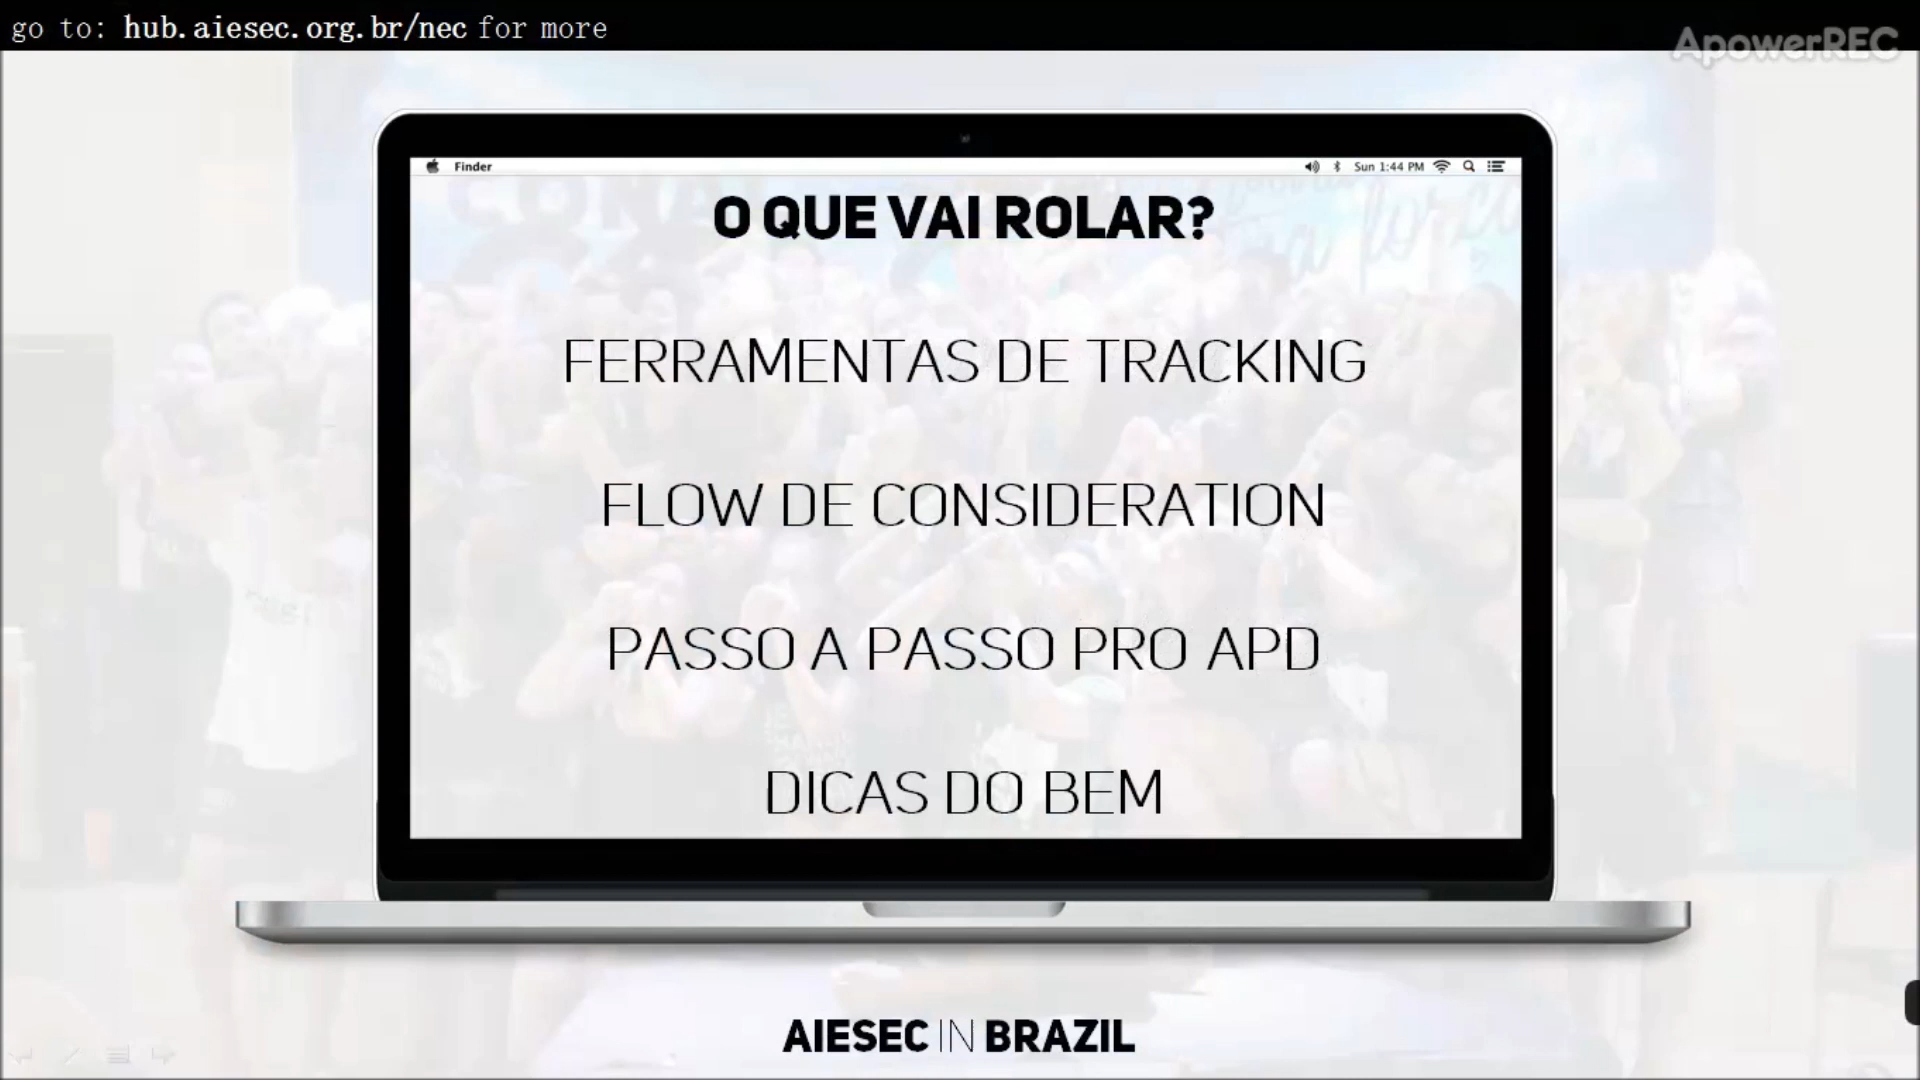 go to: hub.aiesec.org.br/nec for more
ApowerREC
Finder Sun 1:44 PM
O QUE VAI ROLAR?
FERRAMENTAS DE TRACKING
FLOW DE CONSIDERATION
PASSO A PASSO PRO APD
DICAS DO BEM
AIESEC IN BRAZIL